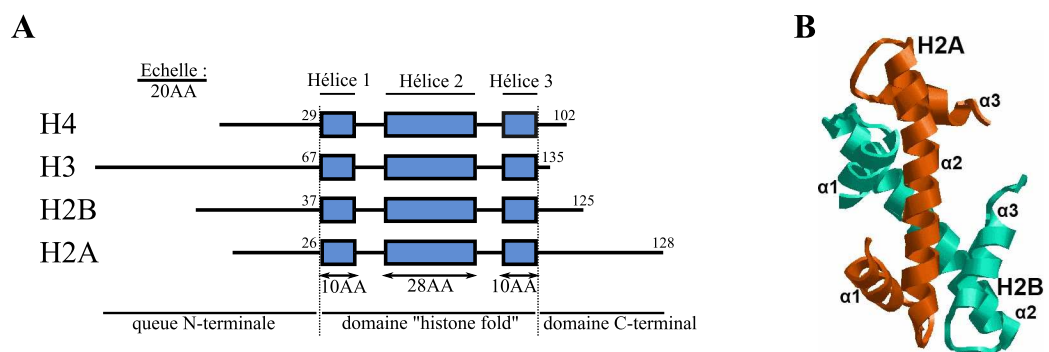 A
Echelle :
20AA
Hélice 1 Hélice 2 Hélice 3
H4 29 102
H3 67 135
H2B 37 125
H2A 26 128
10AA 28AA 10AA
queue N-terminale domaine "histone fold" domaine C-terminal
B
H2A
α3
α2
α1
α3
α1
H2B
α2